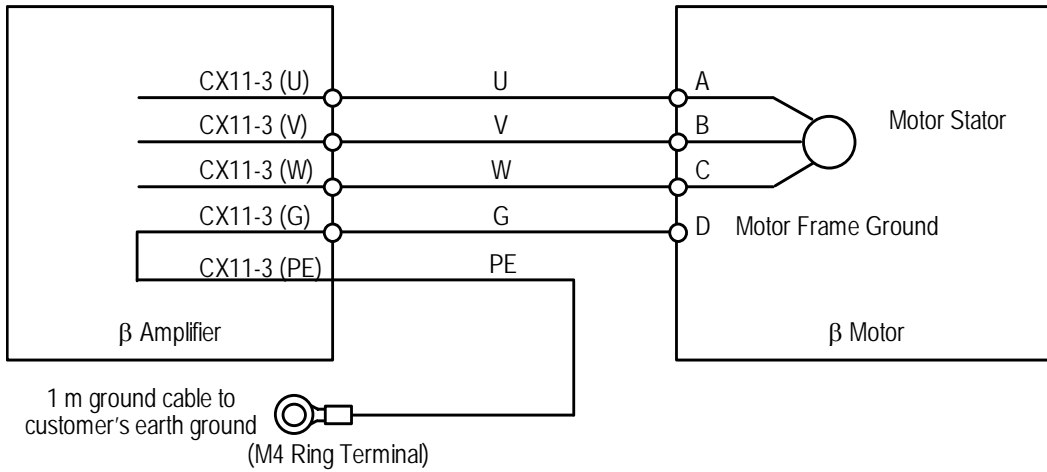 CX11-3 (U)
U
A
CX11-3 (V)
V
B
Motor Stator
CX11-3 (W)
W
C
CX11-3 (G)
G
D
Motor Frame Ground
CX11-3 (PE)
PE
β Amplifier
β Motor
1 m ground cable to
customer's earth ground
(M4 Ring Terminal)